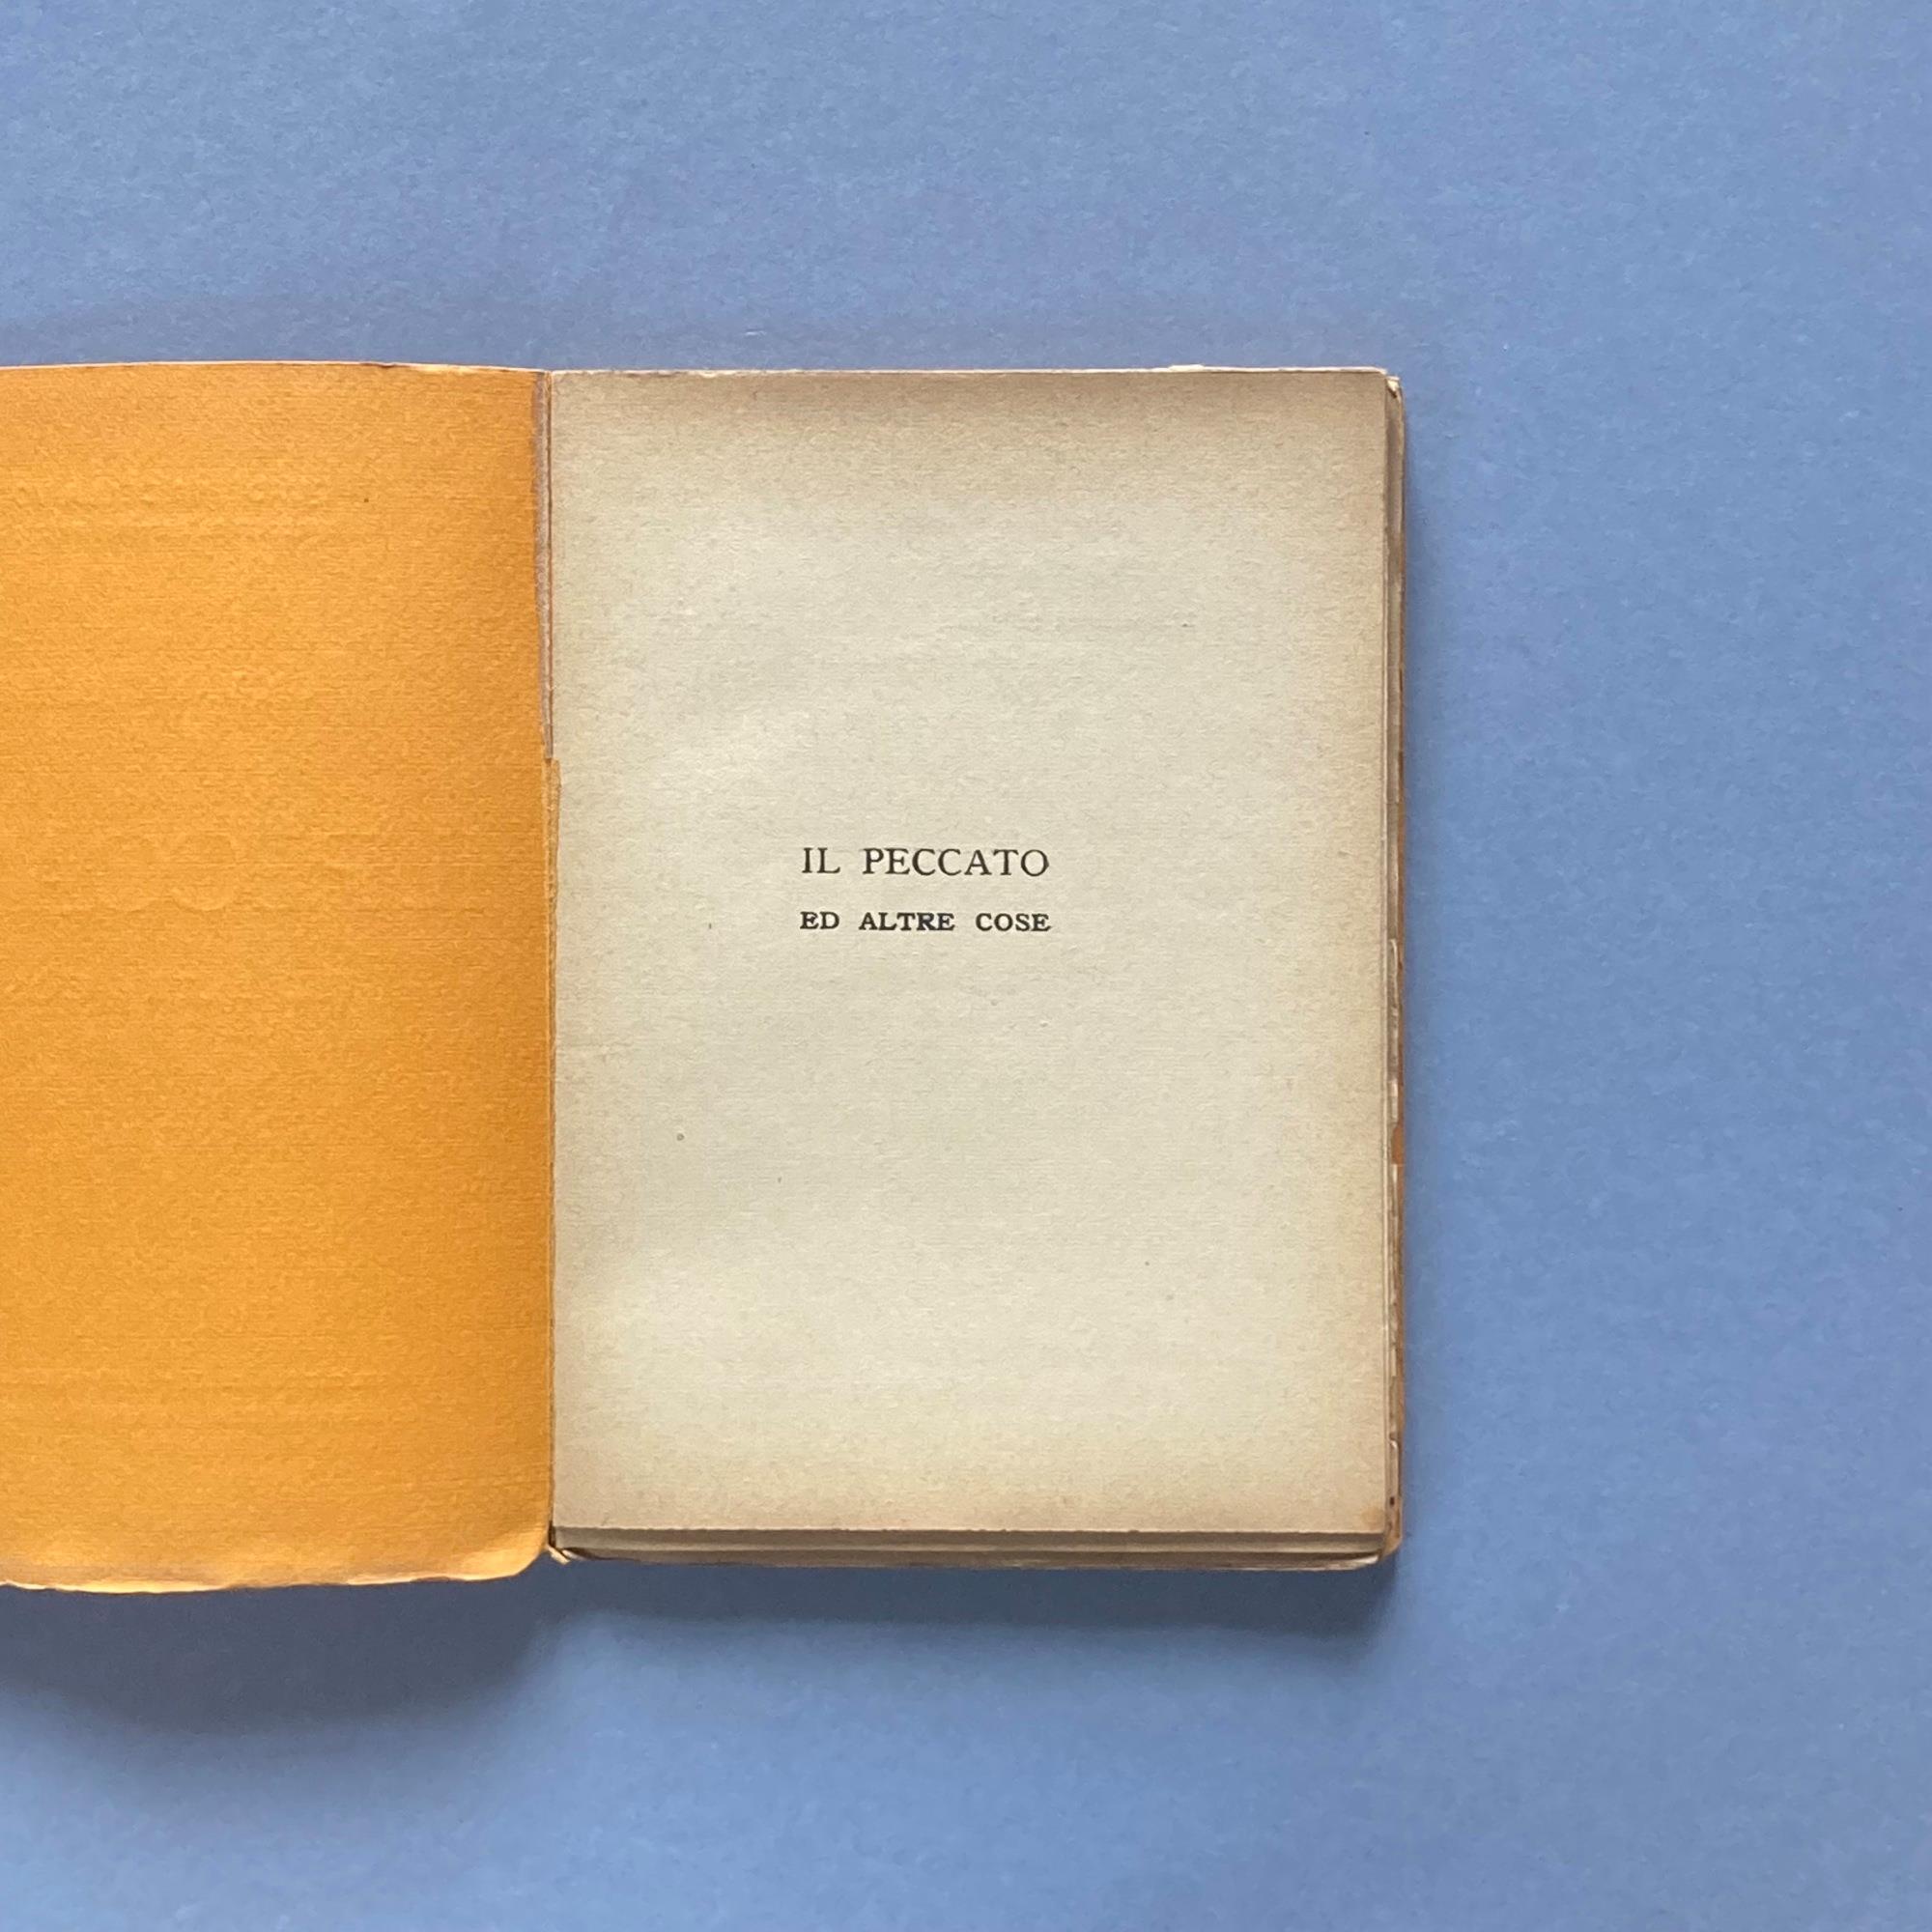 IL PECCATO
ED ALTRE COSE